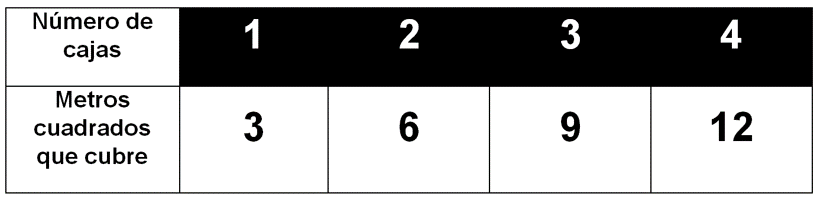 Número de
cajas
1 2 3 4
Metros
cuadrados
que cubre
3 6 9 12